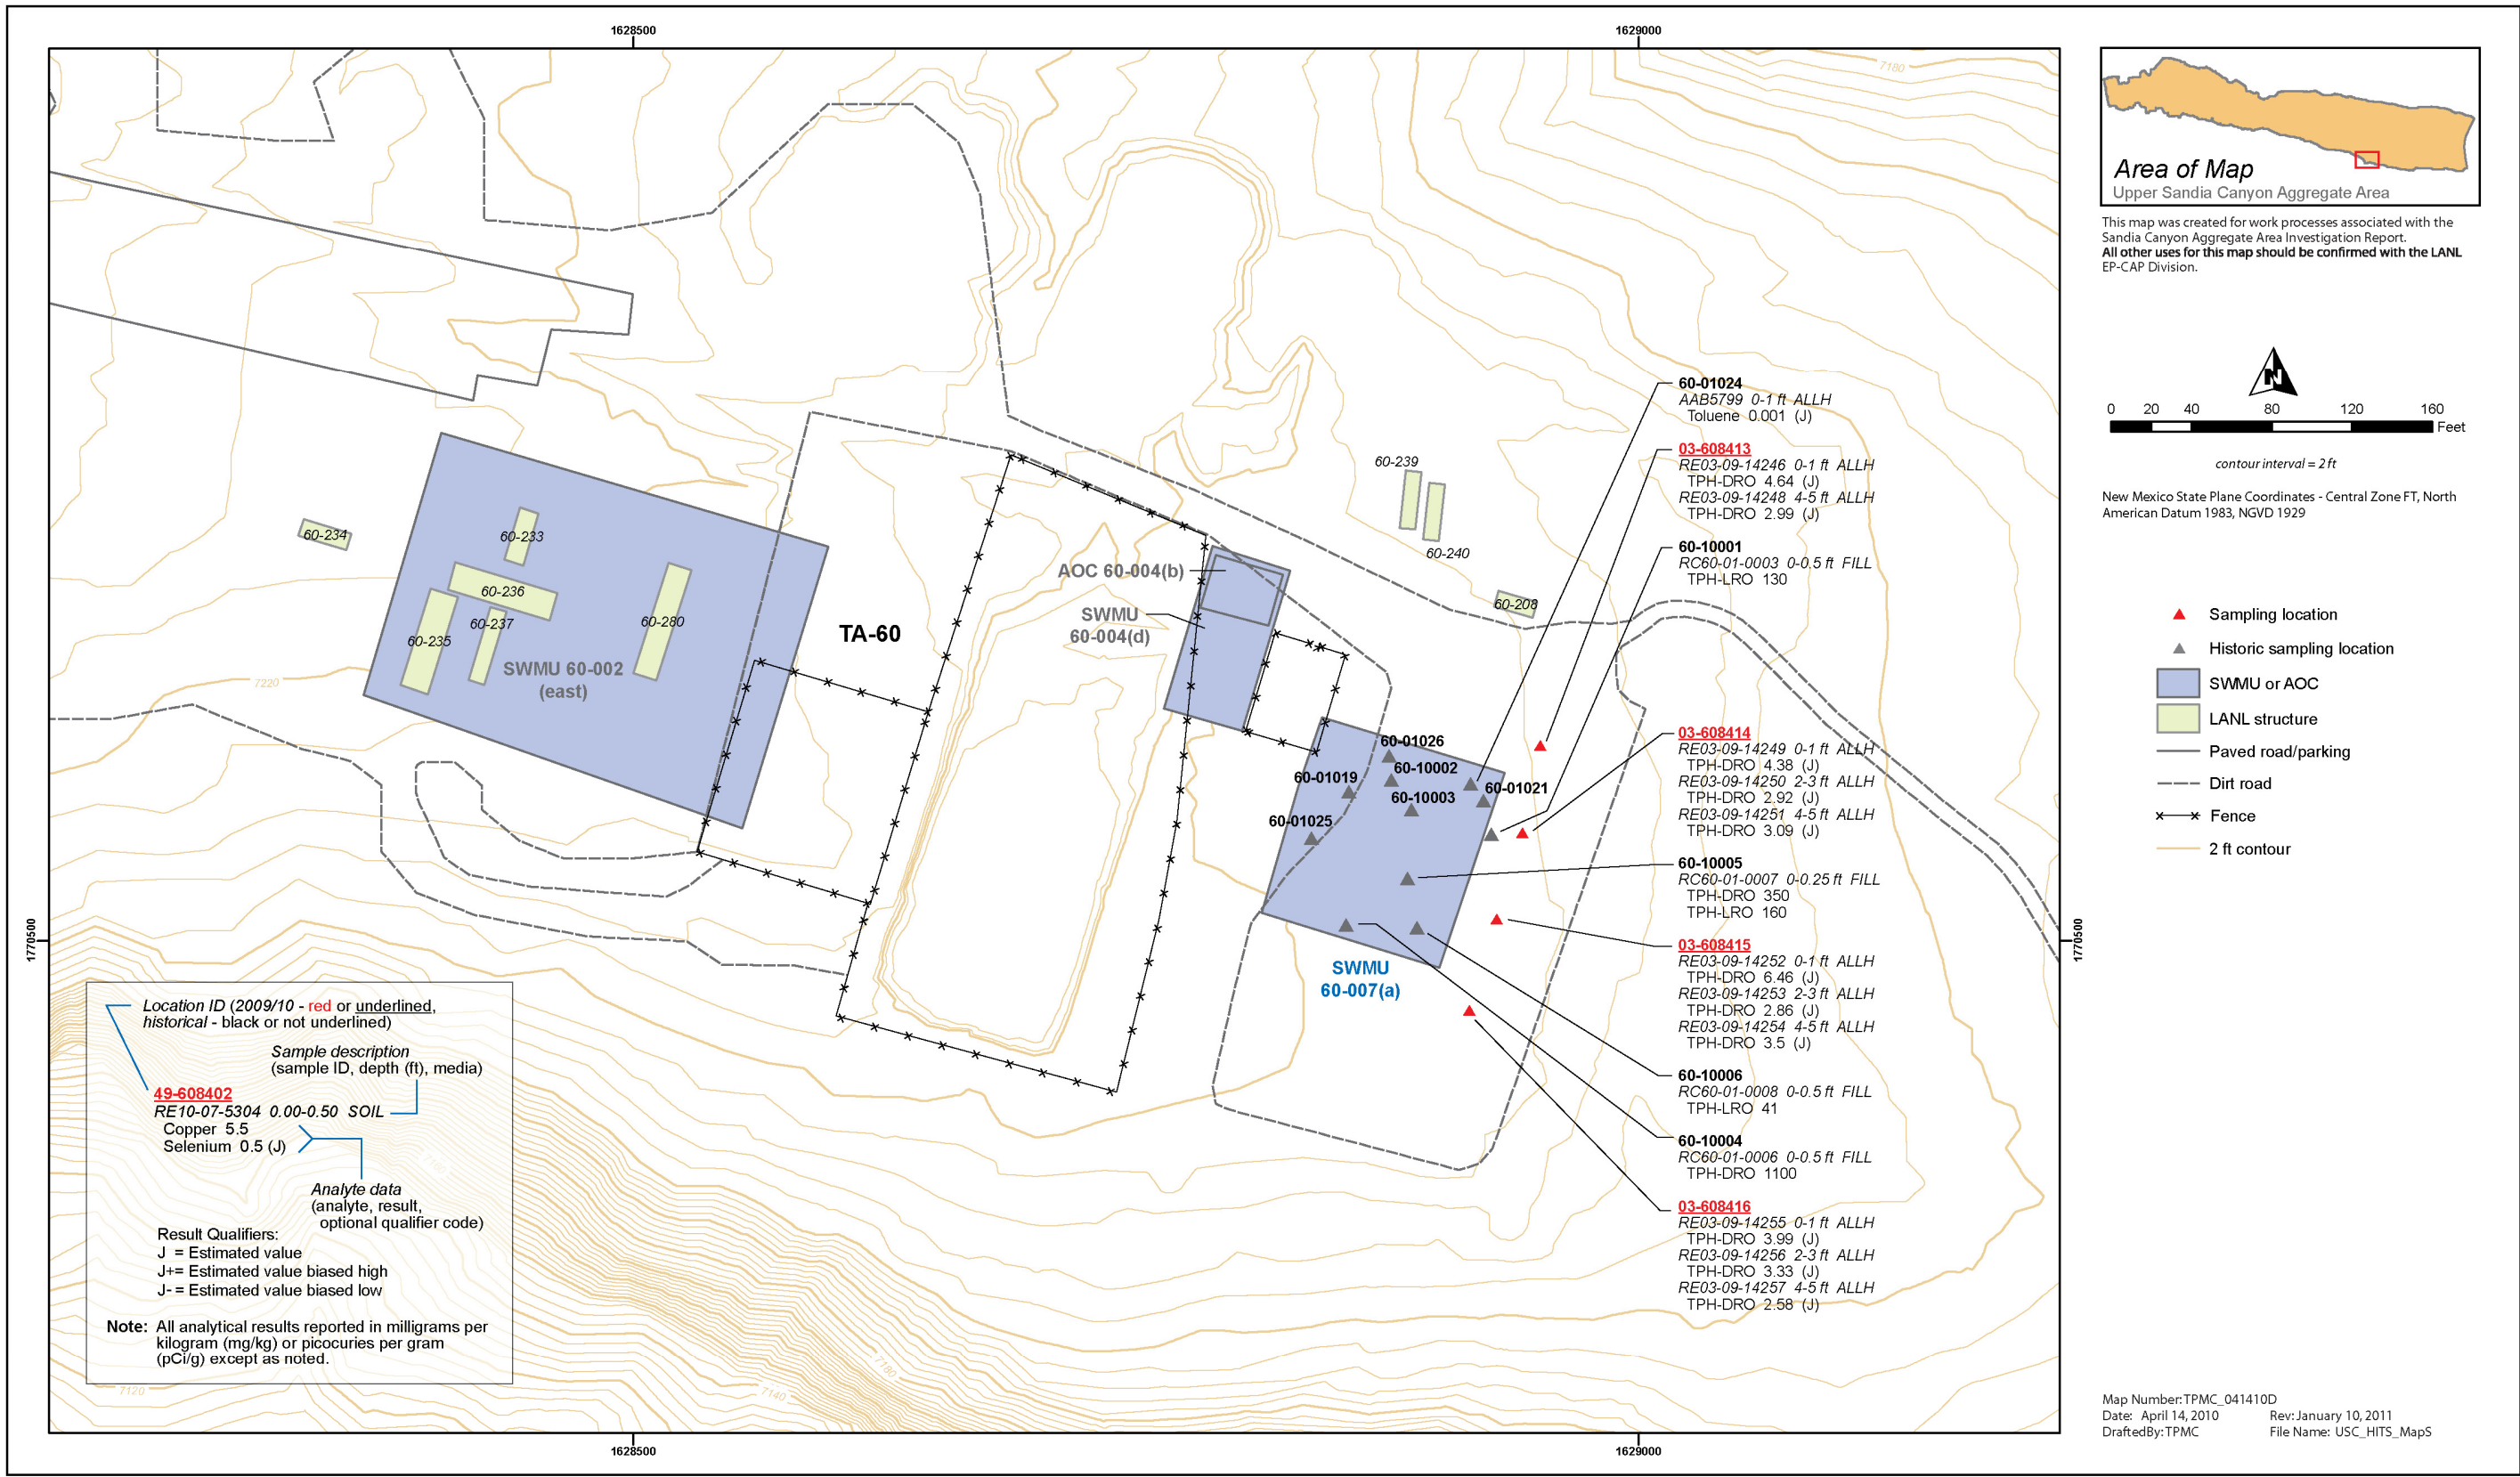 1628500
1629000
7180
Area of Map
Upper Sandia Canyon Aggregate Area
This map was created for work processes associated with the
Sandia Canyon Aggregate Area Investigation Report.
All other uses for this map should be confirmed with the LANL
EP-CAP Division.
N
0 20 40 80 120 160
Feet
contour interval = 2 ft
New Mexico State Plane Coordinates - Central Zone FT, North
American Datum 1983, NGVD 1929
Sampling location
Historic sampling location
SWMU or AOC
LANL structure
Paved road/parking
Dirt road
Fence
2 ft contour
60-01024
AAB5799 0-1 ft ALLH
Toluene 0.001 (J)
03-608413
RE03-09-14246 0-1 ft ALLH
TPH-DRO 4.64 (J)
RE03-09-14248 4-5 ft ALLH
TPH-DRO 2.99 (J)
60-10001
RC60-01-0003 0-0.5 ft FILL
TPH-LRO 130
03-608414
RE03-09-14249 0-1 ft ALLH
TPH-DRO 4.38 (J)
RE03-09-14250 2-3 ft ALLH
TPH-DRO 2.92 (J)
RE03-09-14251 4-5 ft ALLH
TPH-DRO 3.09 (J)
60-10005
RC60-01-0007 0-0.25 ft FILL
TPH-DRO 350
TPH-LRO 160
03-608415
RE03-09-14252 0-1 ft ALLH
TPH-DRO 6.46 (J)
RE03-09-14253 2-3 ft ALLH
TPH-DRO 2.86 (J)
RE03-09-14254 4-5 ft ALLH
TPH-DRO 3.5 (J)
60-10006
RC60-01-0008 0-0.5 ft FILL
TPH-LRO 41
60-10004
RC60-01-0006 0-0.5 ft FILL
TPH-DRO 1100
03-608416
RE03-09-14255 0-1 ft ALLH
TPH-DRO 3.99 (J)
RE03-09-14256 2-3 ft ALLH
TPH-DRO 3.33 (J)
RE03-09-14257 4-5 ft ALLH
TPH-DRO 2.58 (J)
60-239
60-240
60-208
60-234
60-233
60-236
60-237
60-235
60-280
SWMU 60-002
(east)
TA-60
AOC 60-004(b)
SWMU
60-004(d)
7220
60-01026
60-10002
60-01019
60-01021
60-10003
60-01025
SWMU
60-007(a)
1770500
1770500
Location ID (2009/10 - red or underlined,
historical - black or not underlined)
Sample description
(sample ID, depth (ft), media)
49-608402
RE10-07-5304 0.00-0.50 SOIL
Copper 5.5
Selenium 0.5 (J)
Analyte data
(analyte, result,
optional qualifier code)
Result Qualifiers:
J = Estimated value
J+= Estimated value biased high
J- = Estimated value biased low
Note: All analytical results reported in milligrams per
kilogram (mg/kg) or picocuries per gram
(pCi/g) except as noted.
7120
7140
7180
1628500
1629000
Map Number: TPMC_041410D
Date: April 14, 2010 Rev: January 10, 2011
DraftedBy: TPMC File Name: USC_HITS_MapS